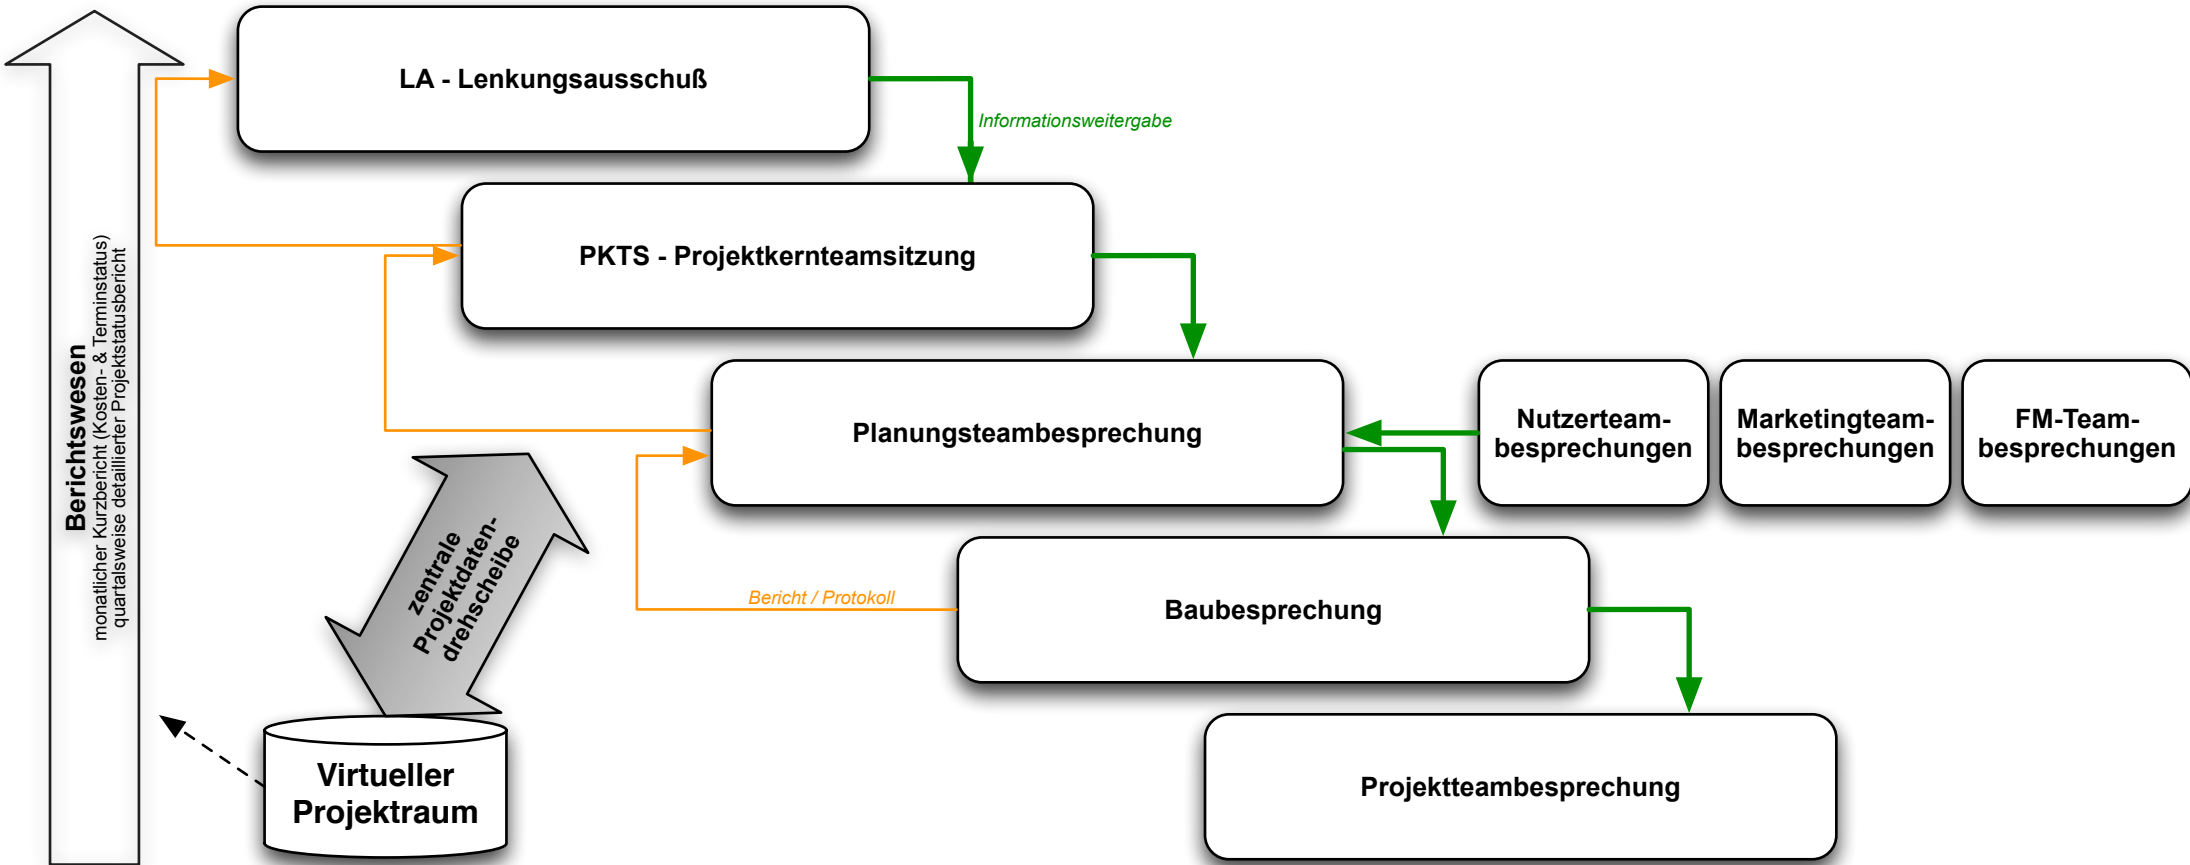 LA - Lenkungsausschuß
Informationsweitergabe
PKTS - Projektkernteamsitzung
Berichtswesen
monatlicher Kurzbericht (Kosten- & Terminstatus)
quartalsweise detaillierter Projektstatusbericht
Planungsteambesprechung
Nutzerteam-
besprechungen
Marketingteam-
besprechungen
FM-Team-
besprechungen
zentrale
Projektdaten-
drehscheibe
Bericht / Protokoll
Baubesprechung
Virtueller
Projektraum
Projektteambesprechung